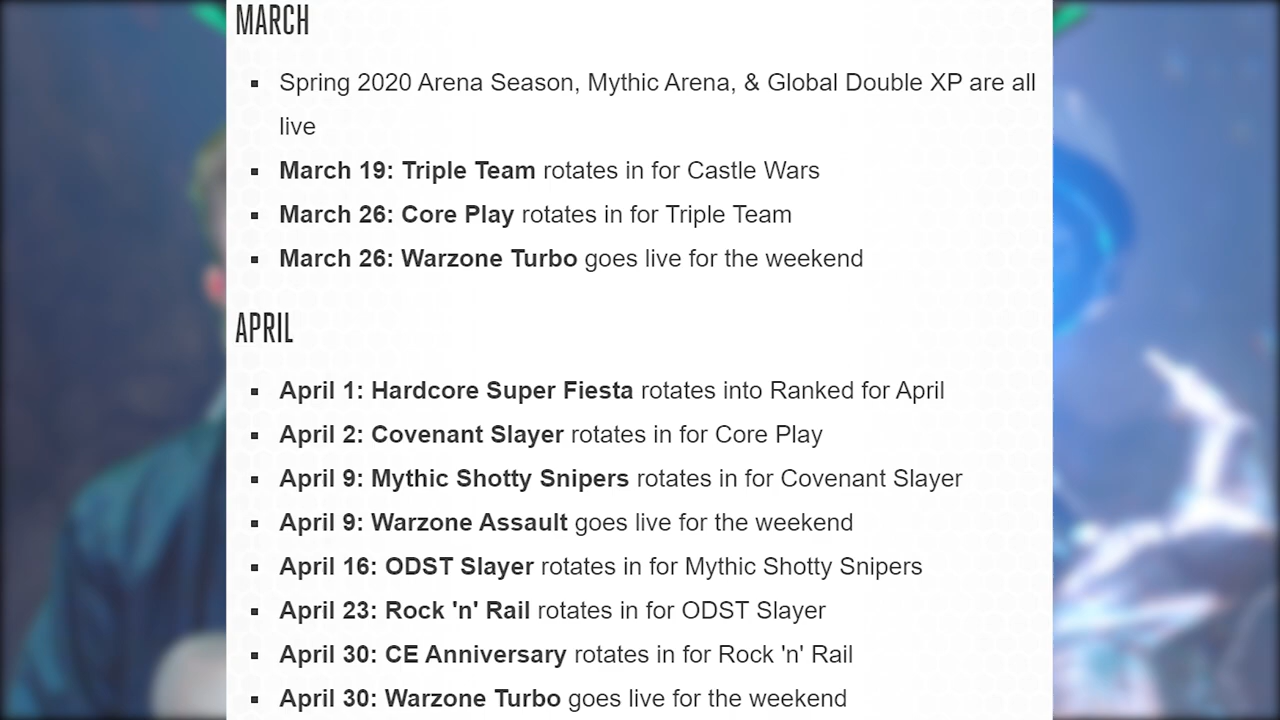 MARCH
Spring 2020 Arena Season, Mythic Arena, & Global Double XP are all
live
March 19: Triple Team rotates in for Castle Wars
March 26: Core Play rotates in for Triple Team
March 26: Warzone Turbo goes live for the weekend
APRIL
April 1: Hardcore Super Fiesta rotates into Ranked for April
April 2: Covenant Slayer rotates in for Core Play
April 9: Mythic Shotty Snipers rotates in for Covenant Slayer
April 9: Warzone Assault goes live for the weekend
April 16: ODST Slayer rotates in for Mythic Shotty Snipers
April 23: Rock 'n' Rail rotates in for ODST Slayer
April 30: CE Anniversary rotates in for Rock 'n' Rail
April 30: Warzone Turbo goes live for the weekend